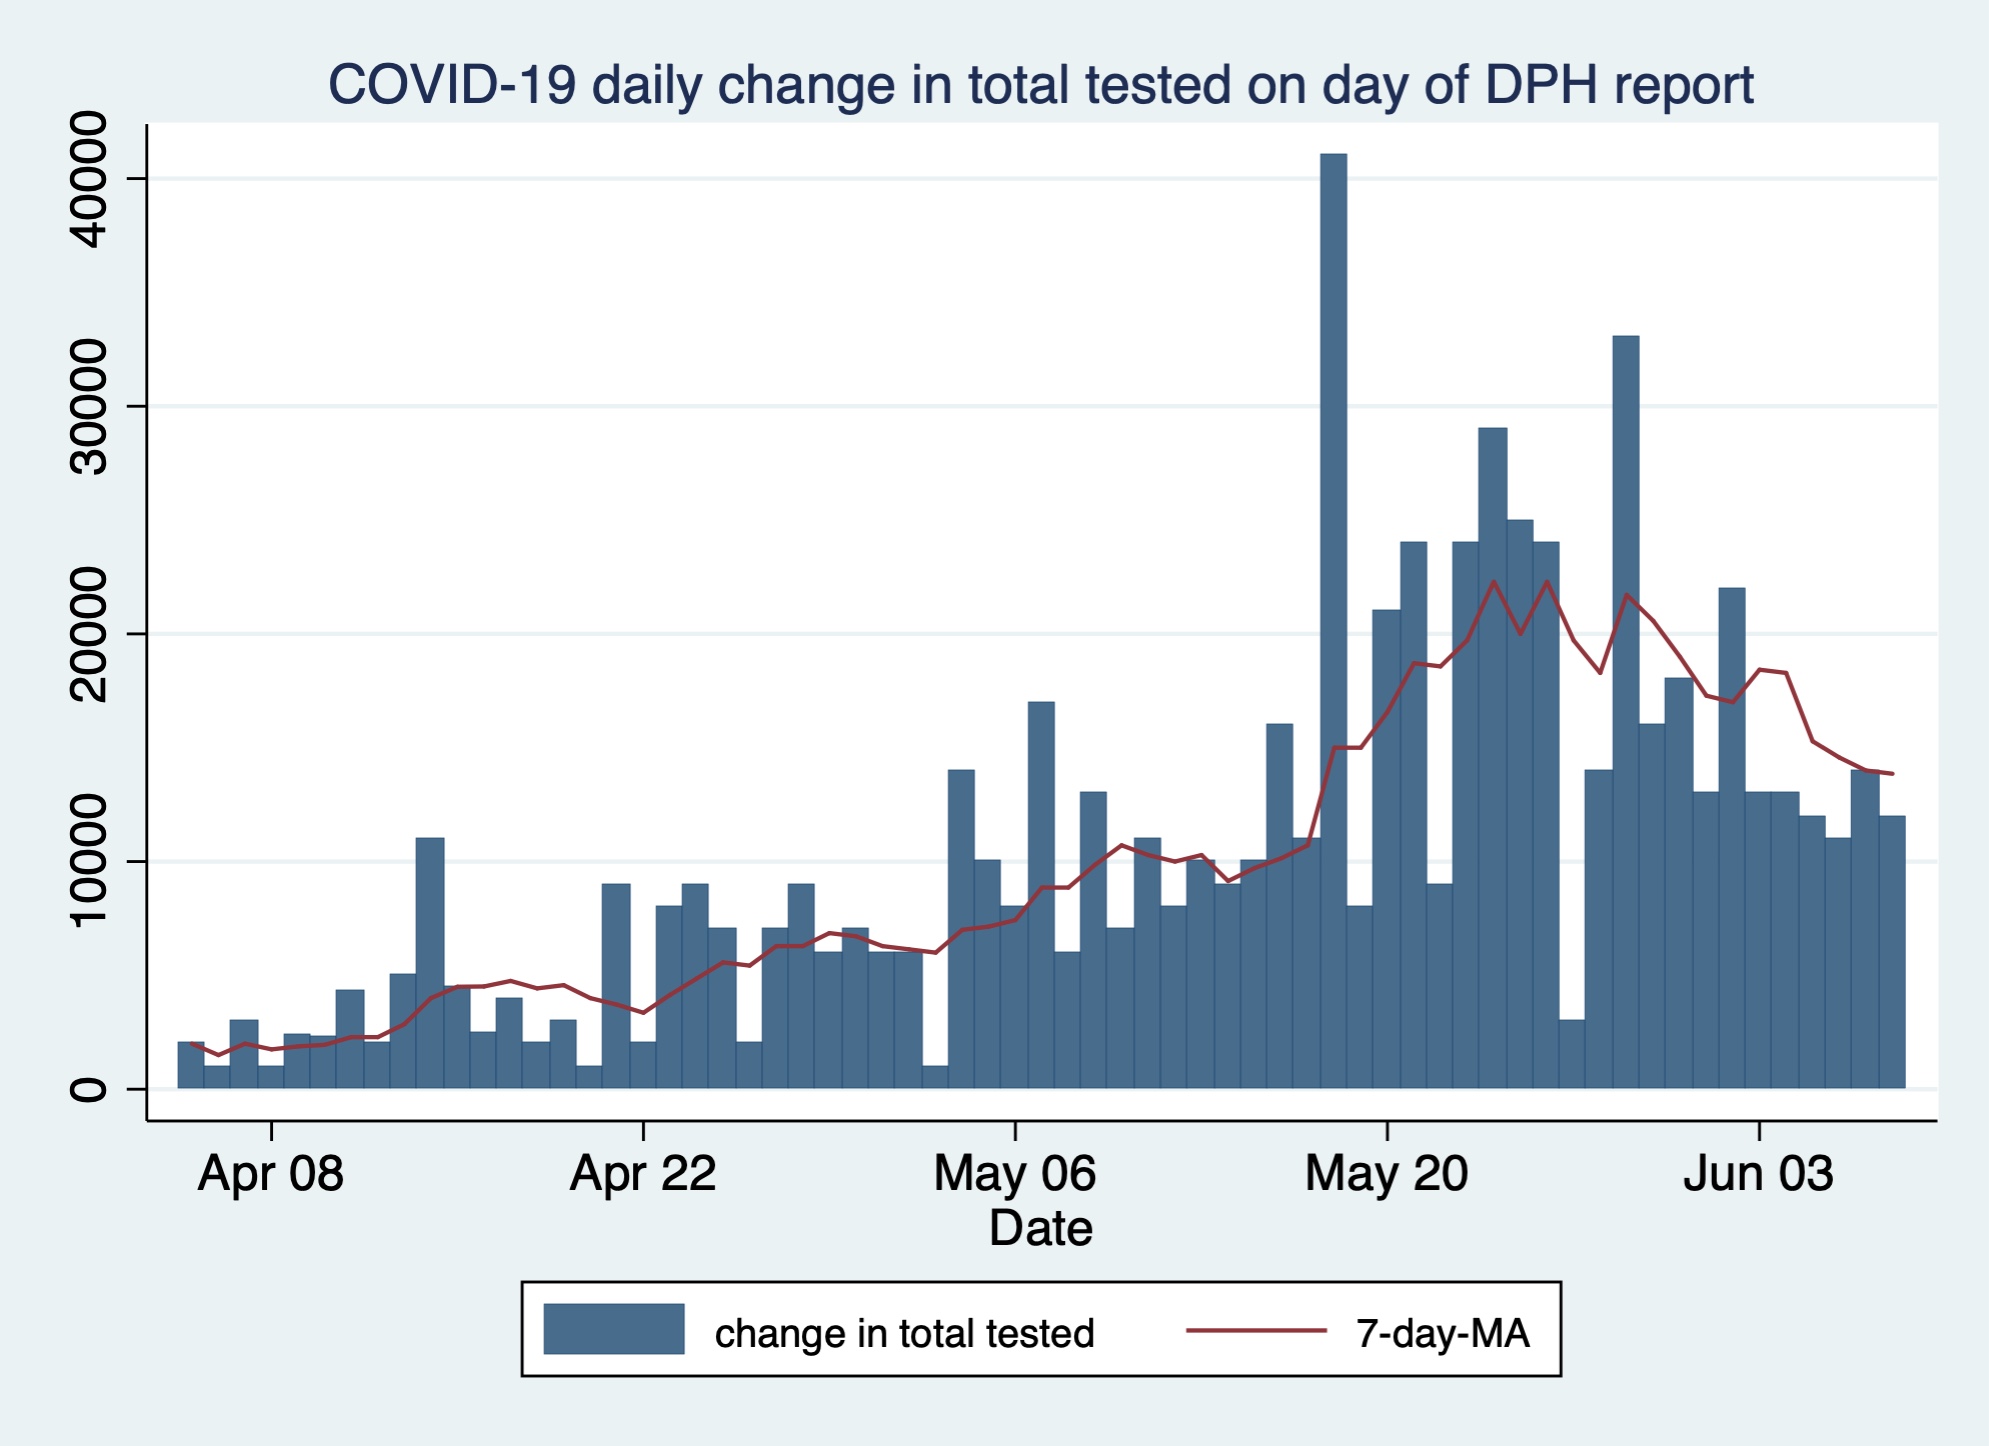 COVID-19 daily change in total tested on day of DPH report
40000
30000
20000
10000
0
Apr 08
Apr 22
May 06
May 20
Jun 03
Date
change in total tested
7-day-MA